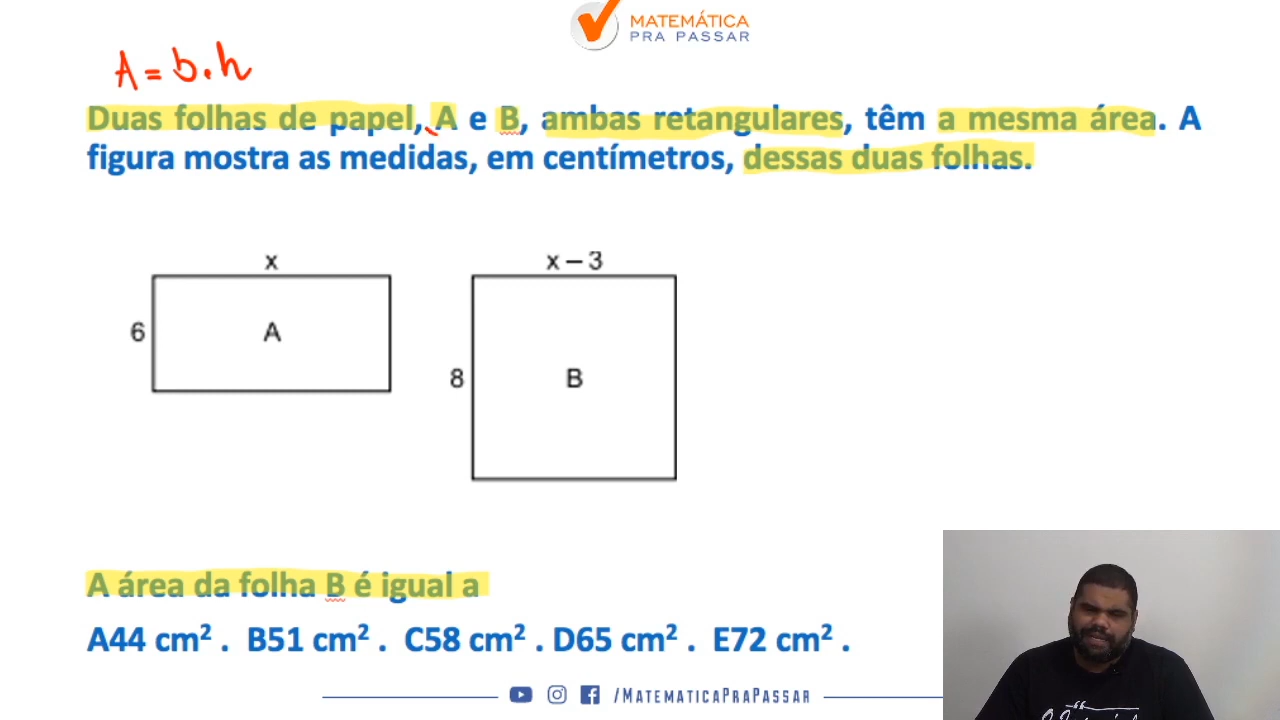 MATEMÁTICA
PRA PASSAR
A = b.h
Duas folhas de papel, A e B, ambas retangulares, têm a mesma área. A
figura mostra as medidas, em centímetros, dessas duas folhas.
x
x – 3
6
A
8
B
A área da folha B é igual a
A44 cm² . B51 cm² . C58 cm² . D65 cm² . E72 cm² .
/MATEMATICAPRAPASSAR